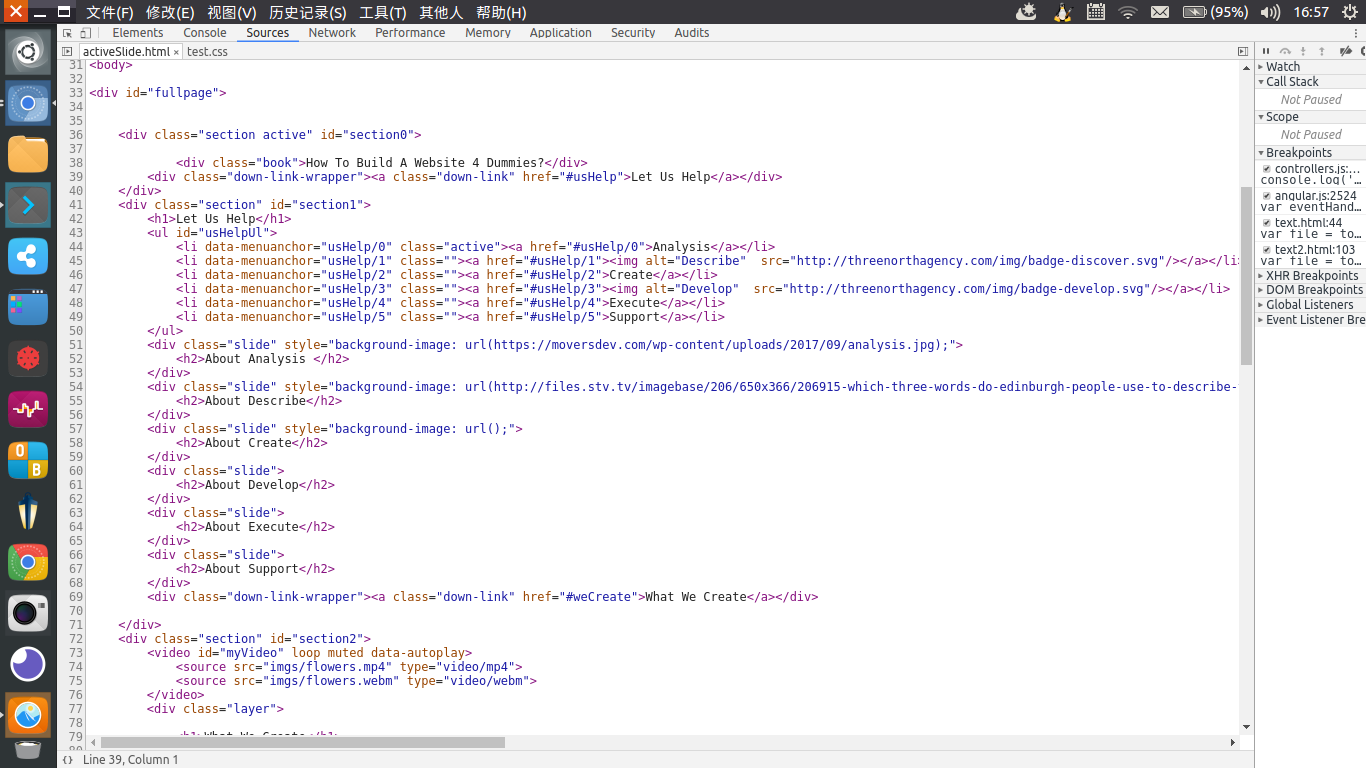 文件(F) 修改(E) 视图(V) 历史记录(S) 工具(T) 其他人 帮助(H) (95%) 16:57
Elements Console Sources Network Performance Memory Application Security Audits
activeSlide.html × test.css
31 <body>
32
33 <div id="fullpage">
34
35
36 <div class="section active" id="section0">
37
38 <div class="book">How To Build A Website 4 Dummies?</div>
39 <div class="down-link-wrapper"><a class="down-link" href="#usHelp">Let Us Help</a></div>
40 </div>
41 <div class="section" id="section1">
42 <h1>Let Us Help</h1>
43 <ul id="usHelpUl">
44 <li data-menuanchor="usHelp/0" class="active"><a href="#usHelp/0">Analysis</a></li>
45 <li data-menuanchor="usHelp/1" class=""><a href="#usHelp/1"><img alt="Describe"  src="http://threenorthagency.com/img/badge-discover.svg"/></a></li>
46 <li data-menuanchor="usHelp/2" class=""><a href="#usHelp/2">Create</a></li>
47 <li data-menuanchor="usHelp/3" class=""><a href="#usHelp/3"><img alt="Develop"  src="http://threenorthagency.com/img/badge-develop.svg"/></a></li>
48 <li data-menuanchor="usHelp/4" class=""><a href="#usHelp/4">Execute</a></li>
49 <li data-menuanchor="usHelp/5" class=""><a href="#usHelp/5">Support</a></li>
50 </ul>
51 <div class="slide" style="background-image: url(https://moversdev.com/wp-content/uploads/2017/09/analysis.jpg);">
52 <h2>About Analysis </h2>
53 </div>
54 <div class="slide" style="background-image: url(http://files.stv.tv/imagebase/206/650x366/206915-which-three-words-do-edinburgh-people-use-to-describe-
55 <h2>About Describe</h2>
56 </div>
57 <div class="slide" style="background-image: url();">
58 <h2>About Create</h2>
59 </div>
60 <div class="slide">
61 <h2>About Develop</h2>
62 </div>
63 <div class="slide">
64 <h2>About Execute</h2>
65 </div>
66 <div class="slide">
67 <h2>About Support</h2>
68 </div>
69 <div class="down-link-wrapper"><a class="down-link" href="#weCreate">What We Create</a></div>
70
71 </div>
72 <div class="section" id="section2">
73 <video id="myVideo" loop muted data-autoplay>
74 <source src="imgs/flowers.mp4" type="video/mp4">
75 <source src="imgs/flowers.webm" type="video/webm">
76 </video>
77 <div class="layer">
78
79 <h1>What We Create</h1>
80
{} Line 39, Column 1
Watch
Call Stack
Not Paused
Scope
Not Paused
Breakpoints
controllers.js:...
console.log('...
angular.js:2524
var eventHand...
text.html:44
var file = to...
text2.html:103
var file = to...
XHR Breakpoints
DOM Breakpoints
Global Listeners
Event Listener Bre
O
B